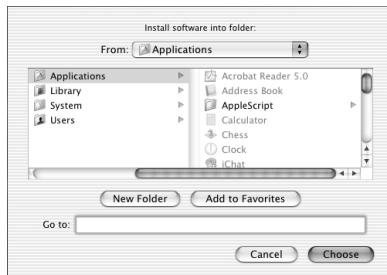 Install software into folder:
From: Applications
Applications
Library
System
Users
Acrobat Reader 5.0
Address Book
AppleScript
Calculator
Chess
Clock
iChat
New Folder
Add to Favorites
Go to:
Cancel
Choose